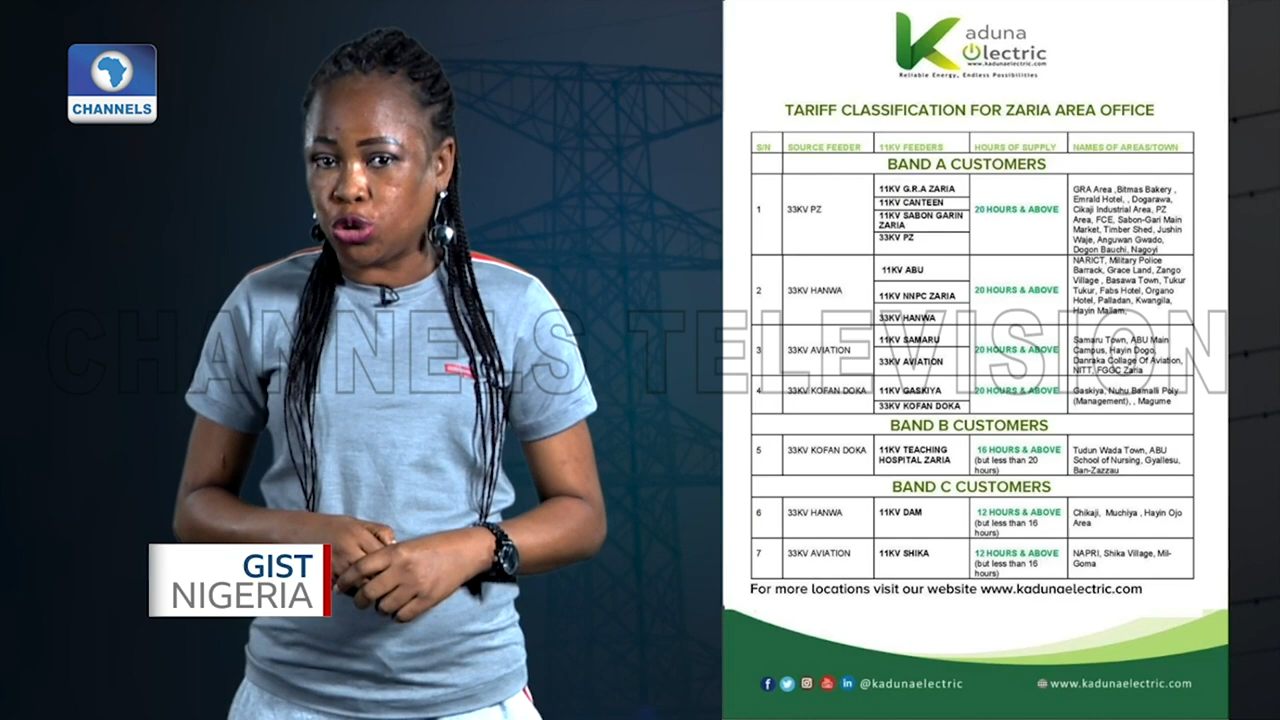 CHANNELS
GIST
NIGERIA
CHANNELS TELEVISION
Kaduna
electric
www.kadunaelectric.com
Reliable Energy, Endless Possibilities
TARIFF CLASSIFICATION FOR ZARIA AREA OFFICE
S/N SOURCE FEEDER 11KV FEEDERS HOURS OF SUPPLY NAMES OF AREAS/TOWN
BAND A CUSTOMERS
1 33KV PZ
11KV G.R.A ZARIA
11KV CANTEEN
11KV SABON GARIN
ZARIA
33KV PZ
20 HOURS & ABOVE
GRA Area ,Bitmas Bakery ,
Emrald Hotel, , Dogarawa,
Cikaji Industrial Area, PZ
Area, FCE, Sabon-Gari Main
Market, Timber Shed, Jushin
Waje, Anguwan Gwado,
Dogon Bauchi, Nagoyi
2 33KV HANWA
11KV ABU
11KV NNPC ZARIA
33KV HANWA
20 HOURS & ABOVE
NARICT, Military Police
Barrack, Grace Land, Zango
Village , Basawa Town, Tukur
Tukur, Fabs Hotel, Organo
Hotel, Palladan, Kwangila,
Hayin Mallam,
3 33KV AVIATION
11KV SAMARU
33KV AVIATION
20 HOURS & ABOVE
Samaru Town, ABU Main
Campus, Hayin Dogo,
Danraka Collage Of Aviation,
NITT, FGGC Zaria
4 33KV KOFAN DOKA
11KV GASKIYA
33KV KOFAN DOKA
20 HOURS & ABOVE
Gaskiya, Nuhu Bamalli Poly
(Management), , Magume
BAND B CUSTOMERS
5 33KV KOFAN DOKA
11KV TEACHING
HOSPITAL ZARIA
16 HOURS & ABOVE
(but less than 20
hours)
Tudun Wada Town, ABU
School of Nursing, Gyallesu,
Ban-Zazzau
BAND C CUSTOMERS
6 33KV HANWA
11KV DAM
12 HOURS & ABOVE
(but less than 16
hours)
Chikaji, Muchiya , Hayin Ojo
Area
7 33KV AVIATION
11KV SHIKA
12 HOURS & ABOVE
(but less than 16
hours)
NAPRI, Shika Village, Mil-
Goma
For more locations visit our website www.kadunaelectric.com
@kadunaelectric
www.kadunaelectric.com